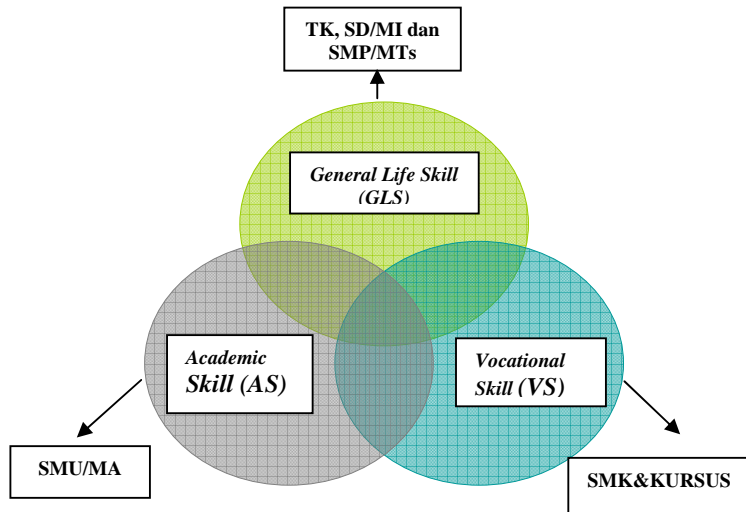 TK, SD/MI dan
SMP/MTs
General Life Skill
(GLS)
Academic
Skill (AS)
Vocational
Skill (VS)
SMU/MA
SMK&KURSUS